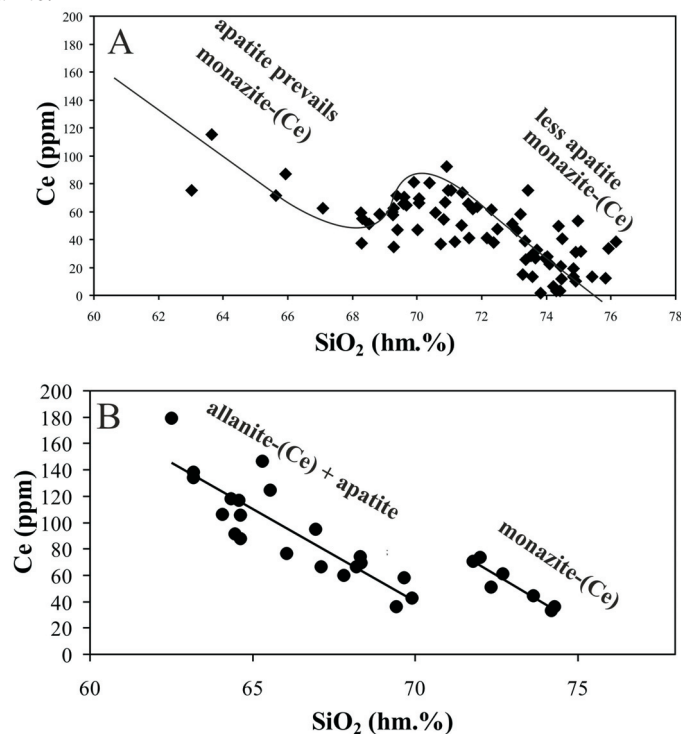 200
180
160
140
120
100
80
60
40
20
0
A
apatite prevails
monazite-(Ce)
less apatite
monazite-(Ce)
Ce (ppm)
60 62 64 66 68 70 72 74 76 78
SiO₂ (hm.%)
200
180
160
140
120
100
80
60
40
20
0
B
allanite-(Ce) + apatite
monazite-(Ce)
Ce (ppm)
60 65 70 75
SiO₂ (hm.%)